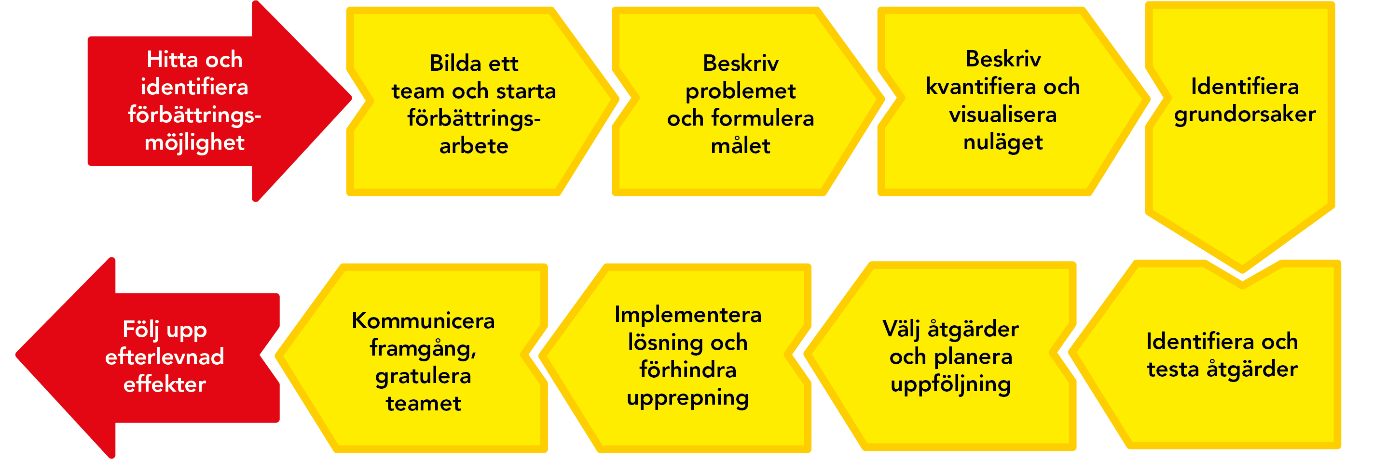 Hitta och
identifiera
förbättrings-
möjlighet
Bilda ett
team och starta
förbättrings-
arbete
Beskriv
problemet
och formulera
målet
Beskriv
kvantifiera och
visualisera
nuläget
Identifiera
grundorsaker
Identifiera och
testa åtgärder
Välj åtgärder
och planera
uppföljning
Implementera
lösning och
förhindra
upprepning
Kommunicera
framgång,
gratulera
teamet
Följ upp
efterlevnad
effekter